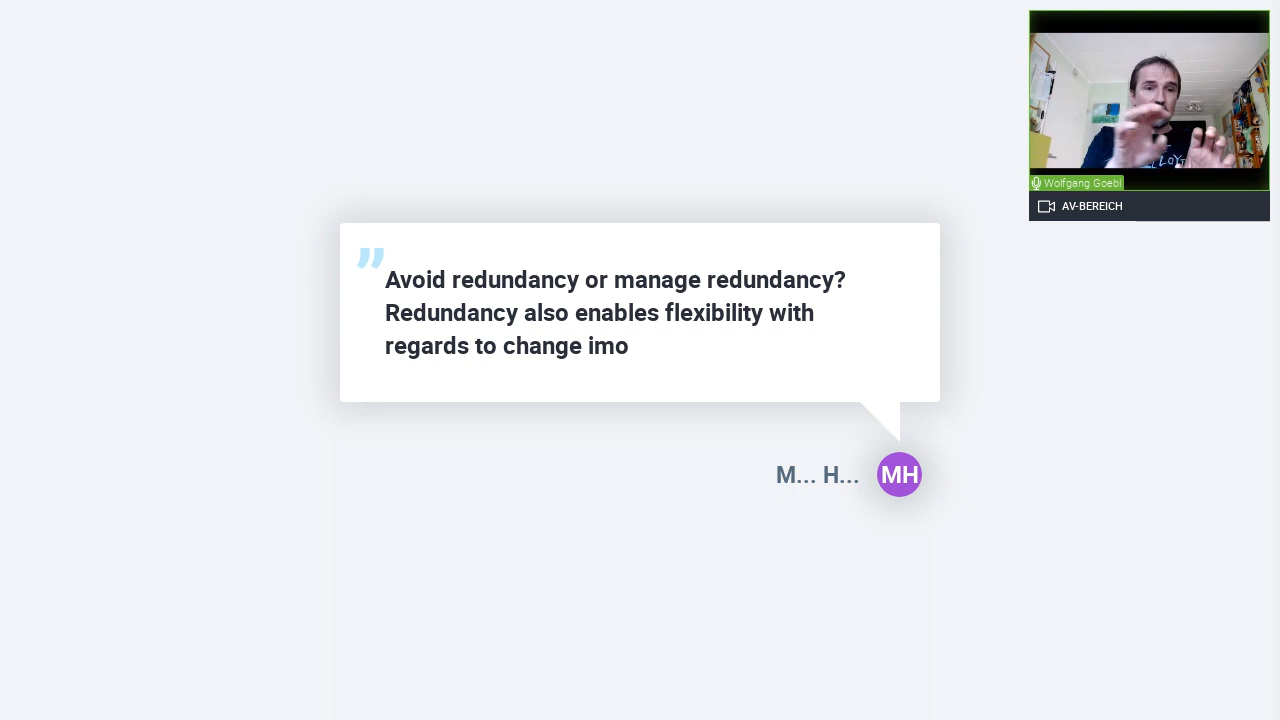 Wolfgang Goebl
AV-BEREICH
Avoid redundancy or manage redundancy?
Redundancy also enables flexibility with
regards to change imo
M... H...
MH